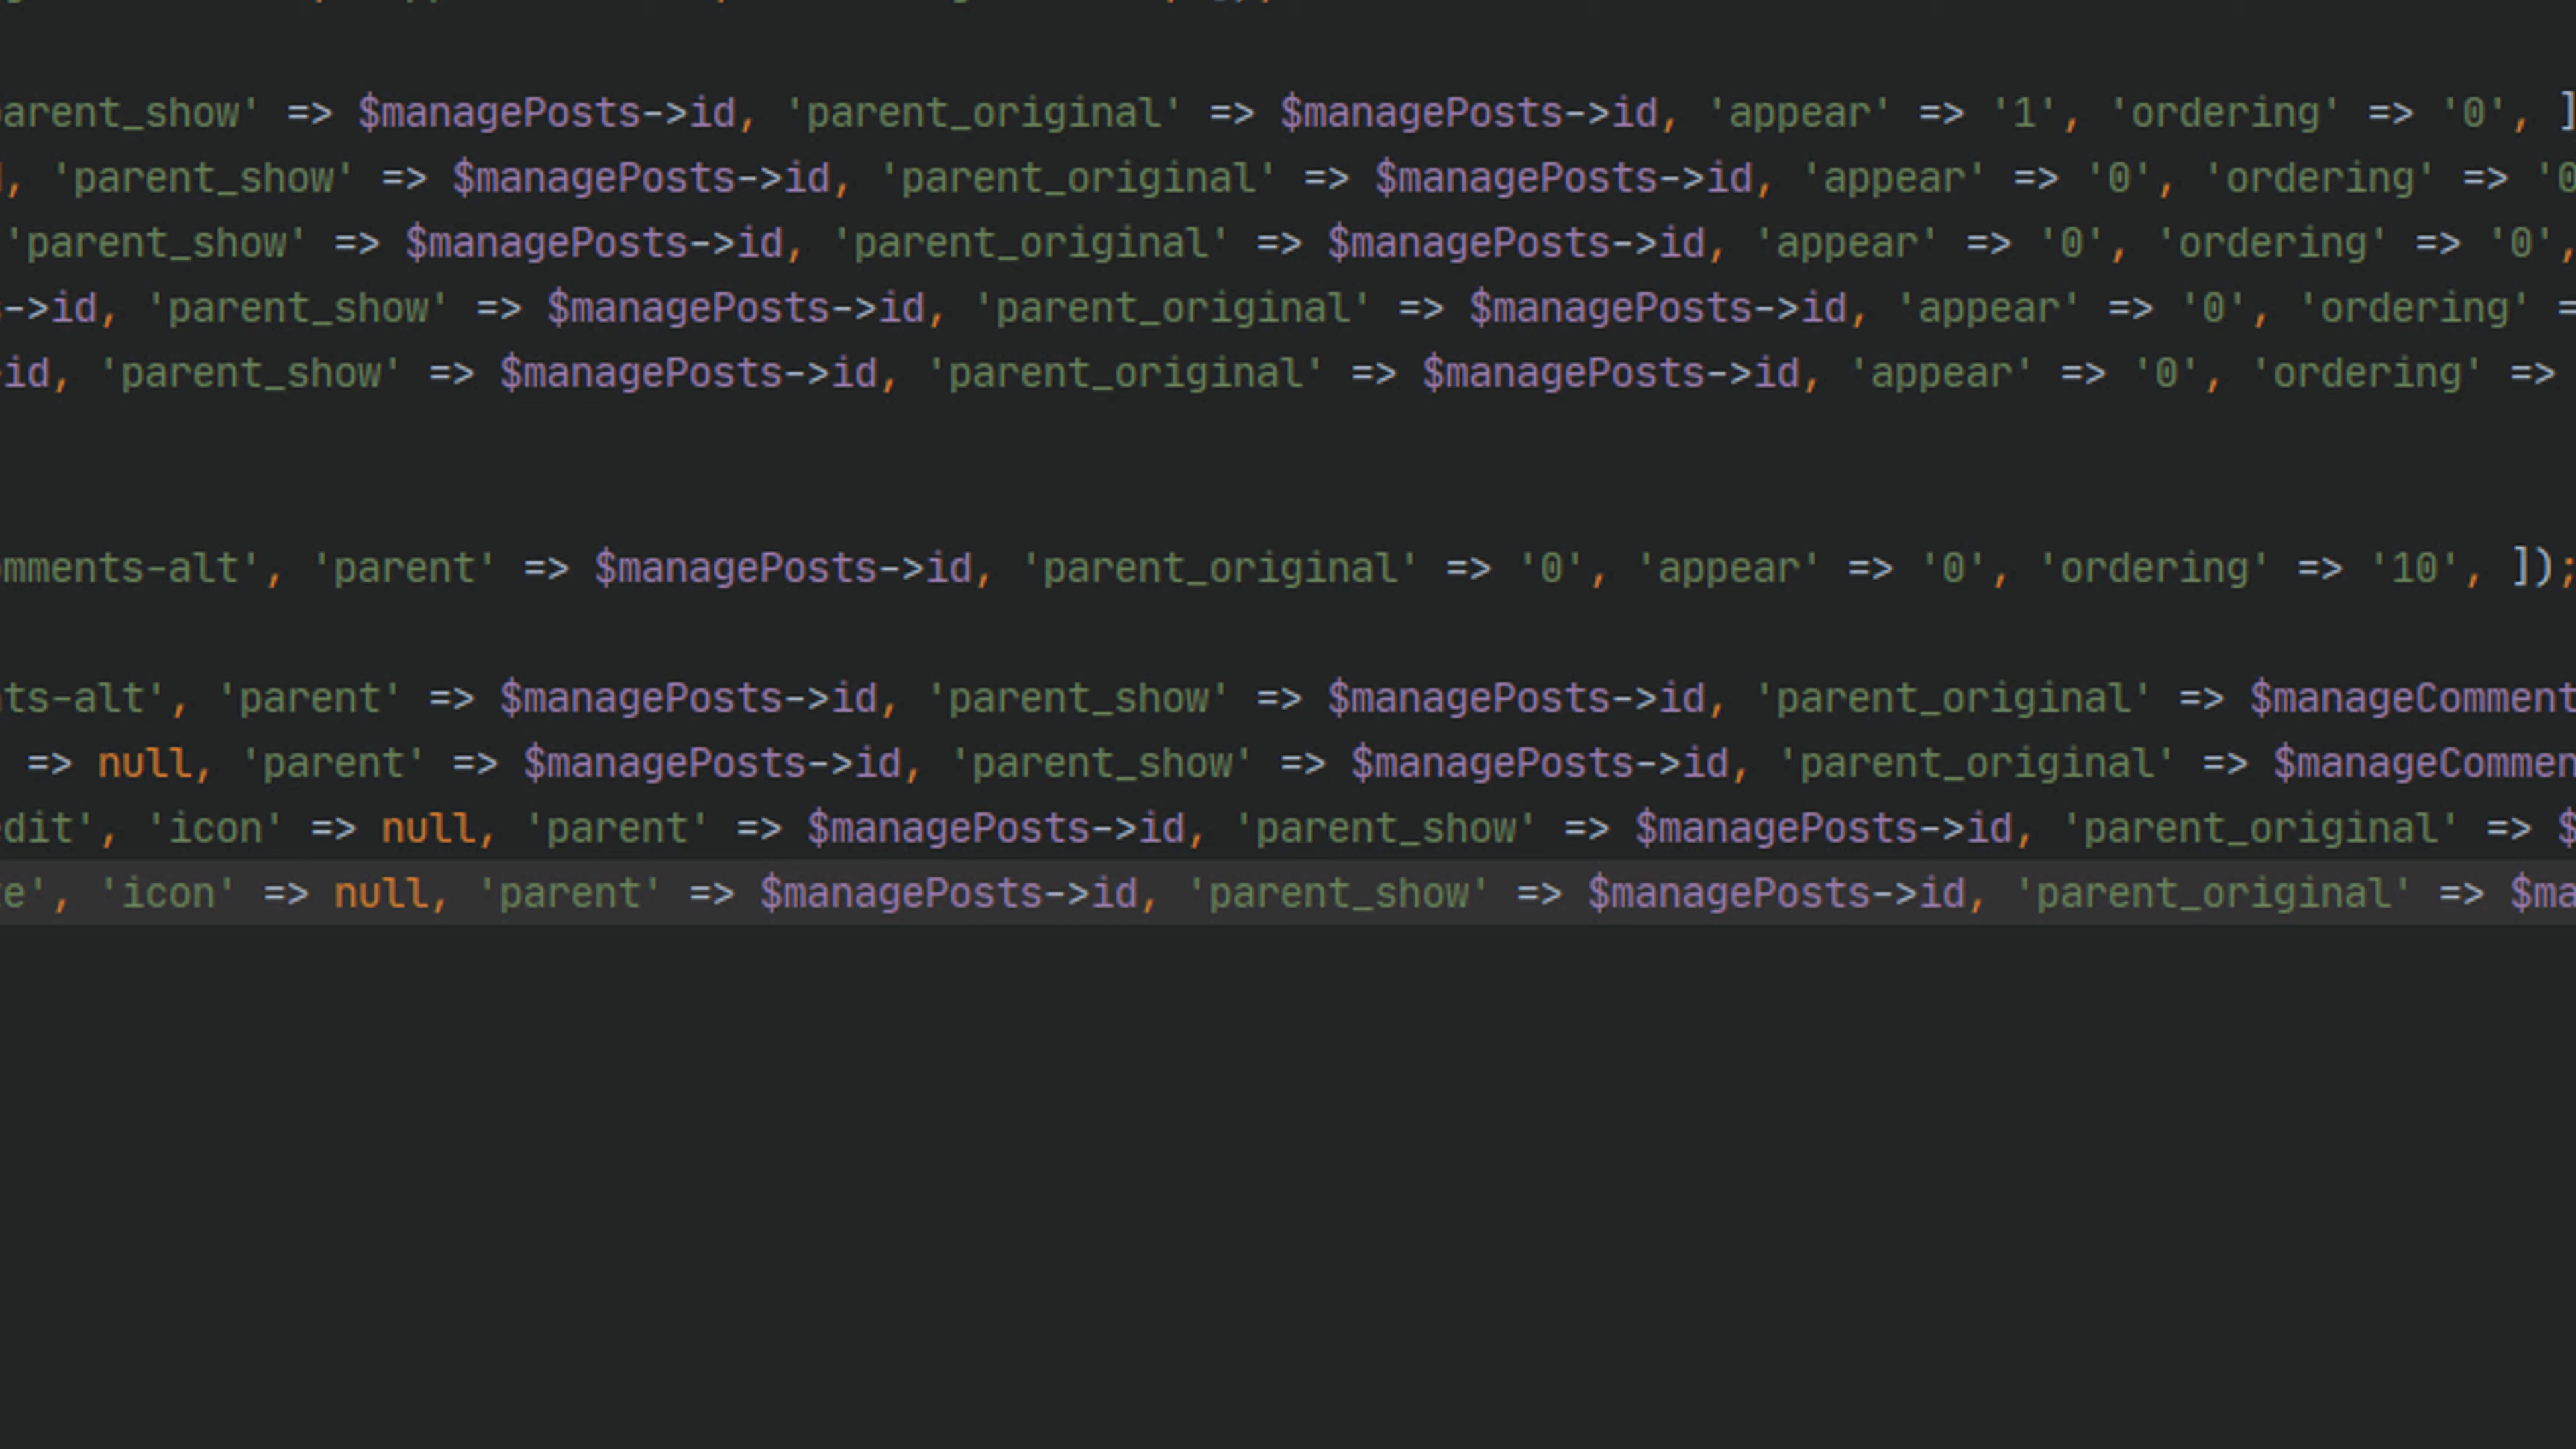 arent_show' => $managePosts->id, 'parent_original' => $managePosts->id, 'appear' => '1', 'ordering' => '0', ]
, 'parent_show' => $managePosts->id, 'parent_original' => $managePosts->id, 'appear' => '0', 'ordering' => '0
'parent_show' => $managePosts->id, 'parent_original' => $managePosts->id, 'appear' => '0', 'ordering' => '0',
->id, 'parent_show' => $managePosts->id, 'parent_original' => $managePosts->id, 'appear' => '0', 'ordering' =
id, 'parent_show' => $managePosts->id, 'parent_original' => $managePosts->id, 'appear' => '0', 'ordering' =>
mments-alt', 'parent' => $managePosts->id, 'parent_original' => '0', 'appear' => '0', 'ordering' => '10', ]);
ts-alt', 'parent' => $managePosts->id, 'parent_show' => $managePosts->id, 'parent_original' => $manageComment
=> null, 'parent' => $managePosts->id, 'parent_show' => $managePosts->id, 'parent_original' => $manageCommen
dit', 'icon' => null, 'parent' => $managePosts->id, 'parent_show' => $managePosts->id, 'parent_original' => $
e', 'icon' => null, 'parent' => $managePosts->id, 'parent_show' => $managePosts->id, 'parent_original' => $ma